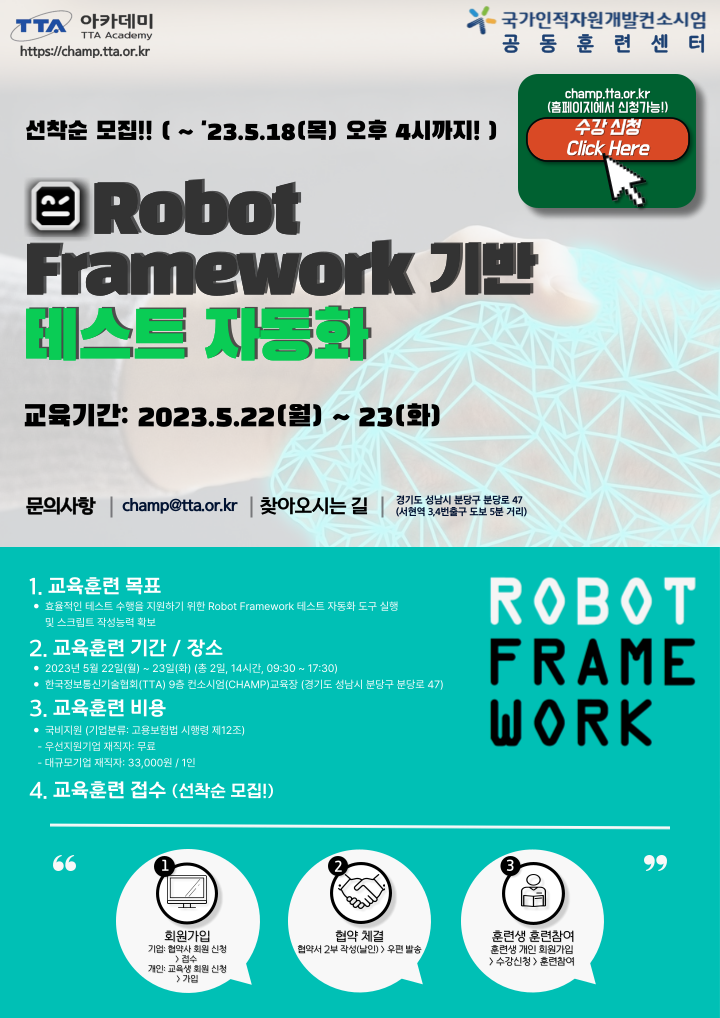 TTA 아카데미
TTA Academy
https://champ.tta.or.kr
국가인적자원개발컨소시엄
공동훈련센터
champ.tta.or.kr
(홈페이지에서 신청가능!)
수강 신청
Click Here
선착순 모집!! ( ~ '23.5.18(목) 오후 4시까지! )
Robot
Framework 기반
테스트 자동화
교육기간: 2023.5.22(월) ~ 23(화)
문의사항 | champ@tta.or.kr | 찾아오시는 길 | 경기도 성남시 분당구 분당로 47
(서현역 3,4번출구 도보 5분 거리)
1. 교육훈련 목표
• 효율적인 테스트 수행을 지원하기 위한 Robot Framework 테스트 자동화 도구 실행
및 스크립트 작성능력 확보
2. 교육훈련 기간 / 장소
• 2023년 5월 22일(월) ~ 23일(화) (총 2일, 14시간, 09:30 ~ 17:30)
• 한국정보통신기술협회(TTA) 9층 컨소시엄(CHAMP)교육장 (경기도 성남시 분당구 분당로 47)
3. 교육훈련 비용
• 국비지원 (기업분류: 고용보험법 시행령 제12조)
- 우선지원기업 재직자: 무료
- 대규모기업 재직자: 33,000원 / 1인
4. 교육훈련 접수 (선착순 모집!)
ROBOT
FRAME
WORK
“
”
1
회원가입
기업: 협약사 회원 신청
> 접수
개인: 교육생 회원 신청
> 가입
2
협약 체결
협약서 2부 작성(날인) > 우편 발송
3
훈련생 훈련참여
훈련생 개인 회원가입
> 수강신청 > 훈련참여